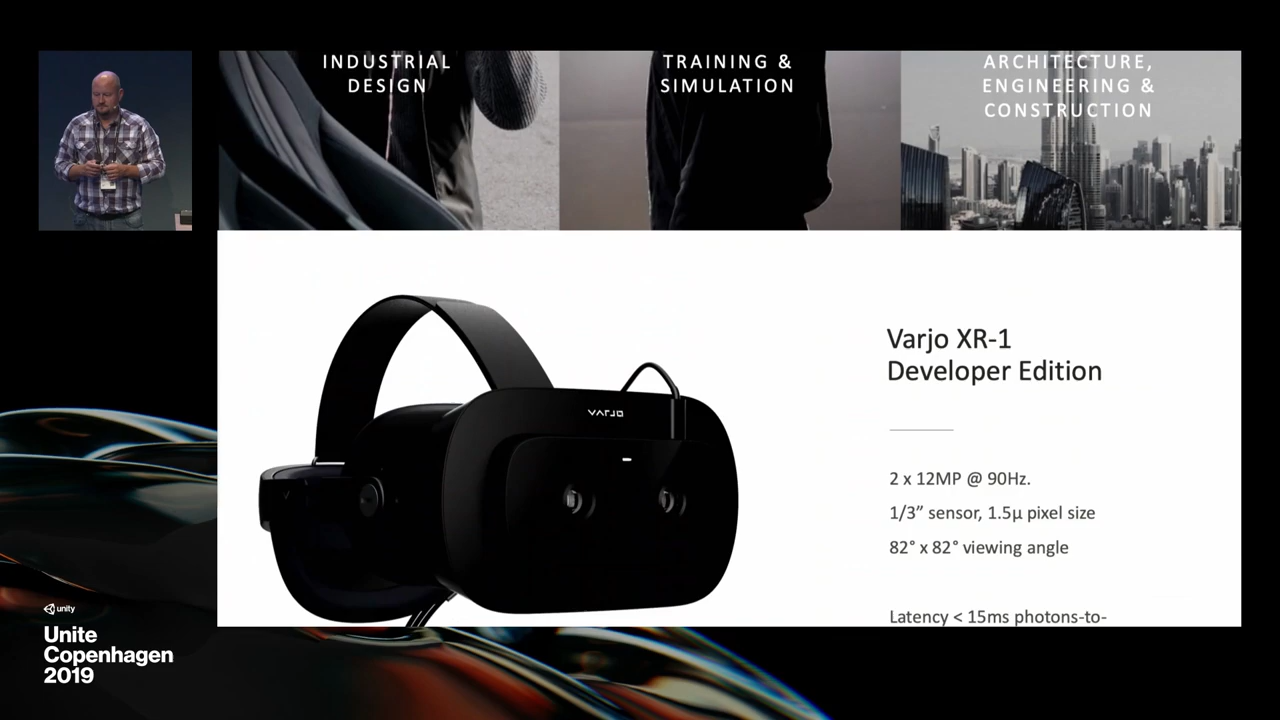 INDUSTRIAL
DESIGN
TRAINING &
SIMULATION
ARCHITECTURE,
ENGINEERING &
CONSTRUCTION
VARJO
Varjo XR-1
Developer Edition
2 x 12MP @ 90Hz.
1/3” sensor, 1.5µ pixel size
82° x 82° viewing angle
Latency < 15ms photons-to-
unity
Unite
Copenhagen
2019